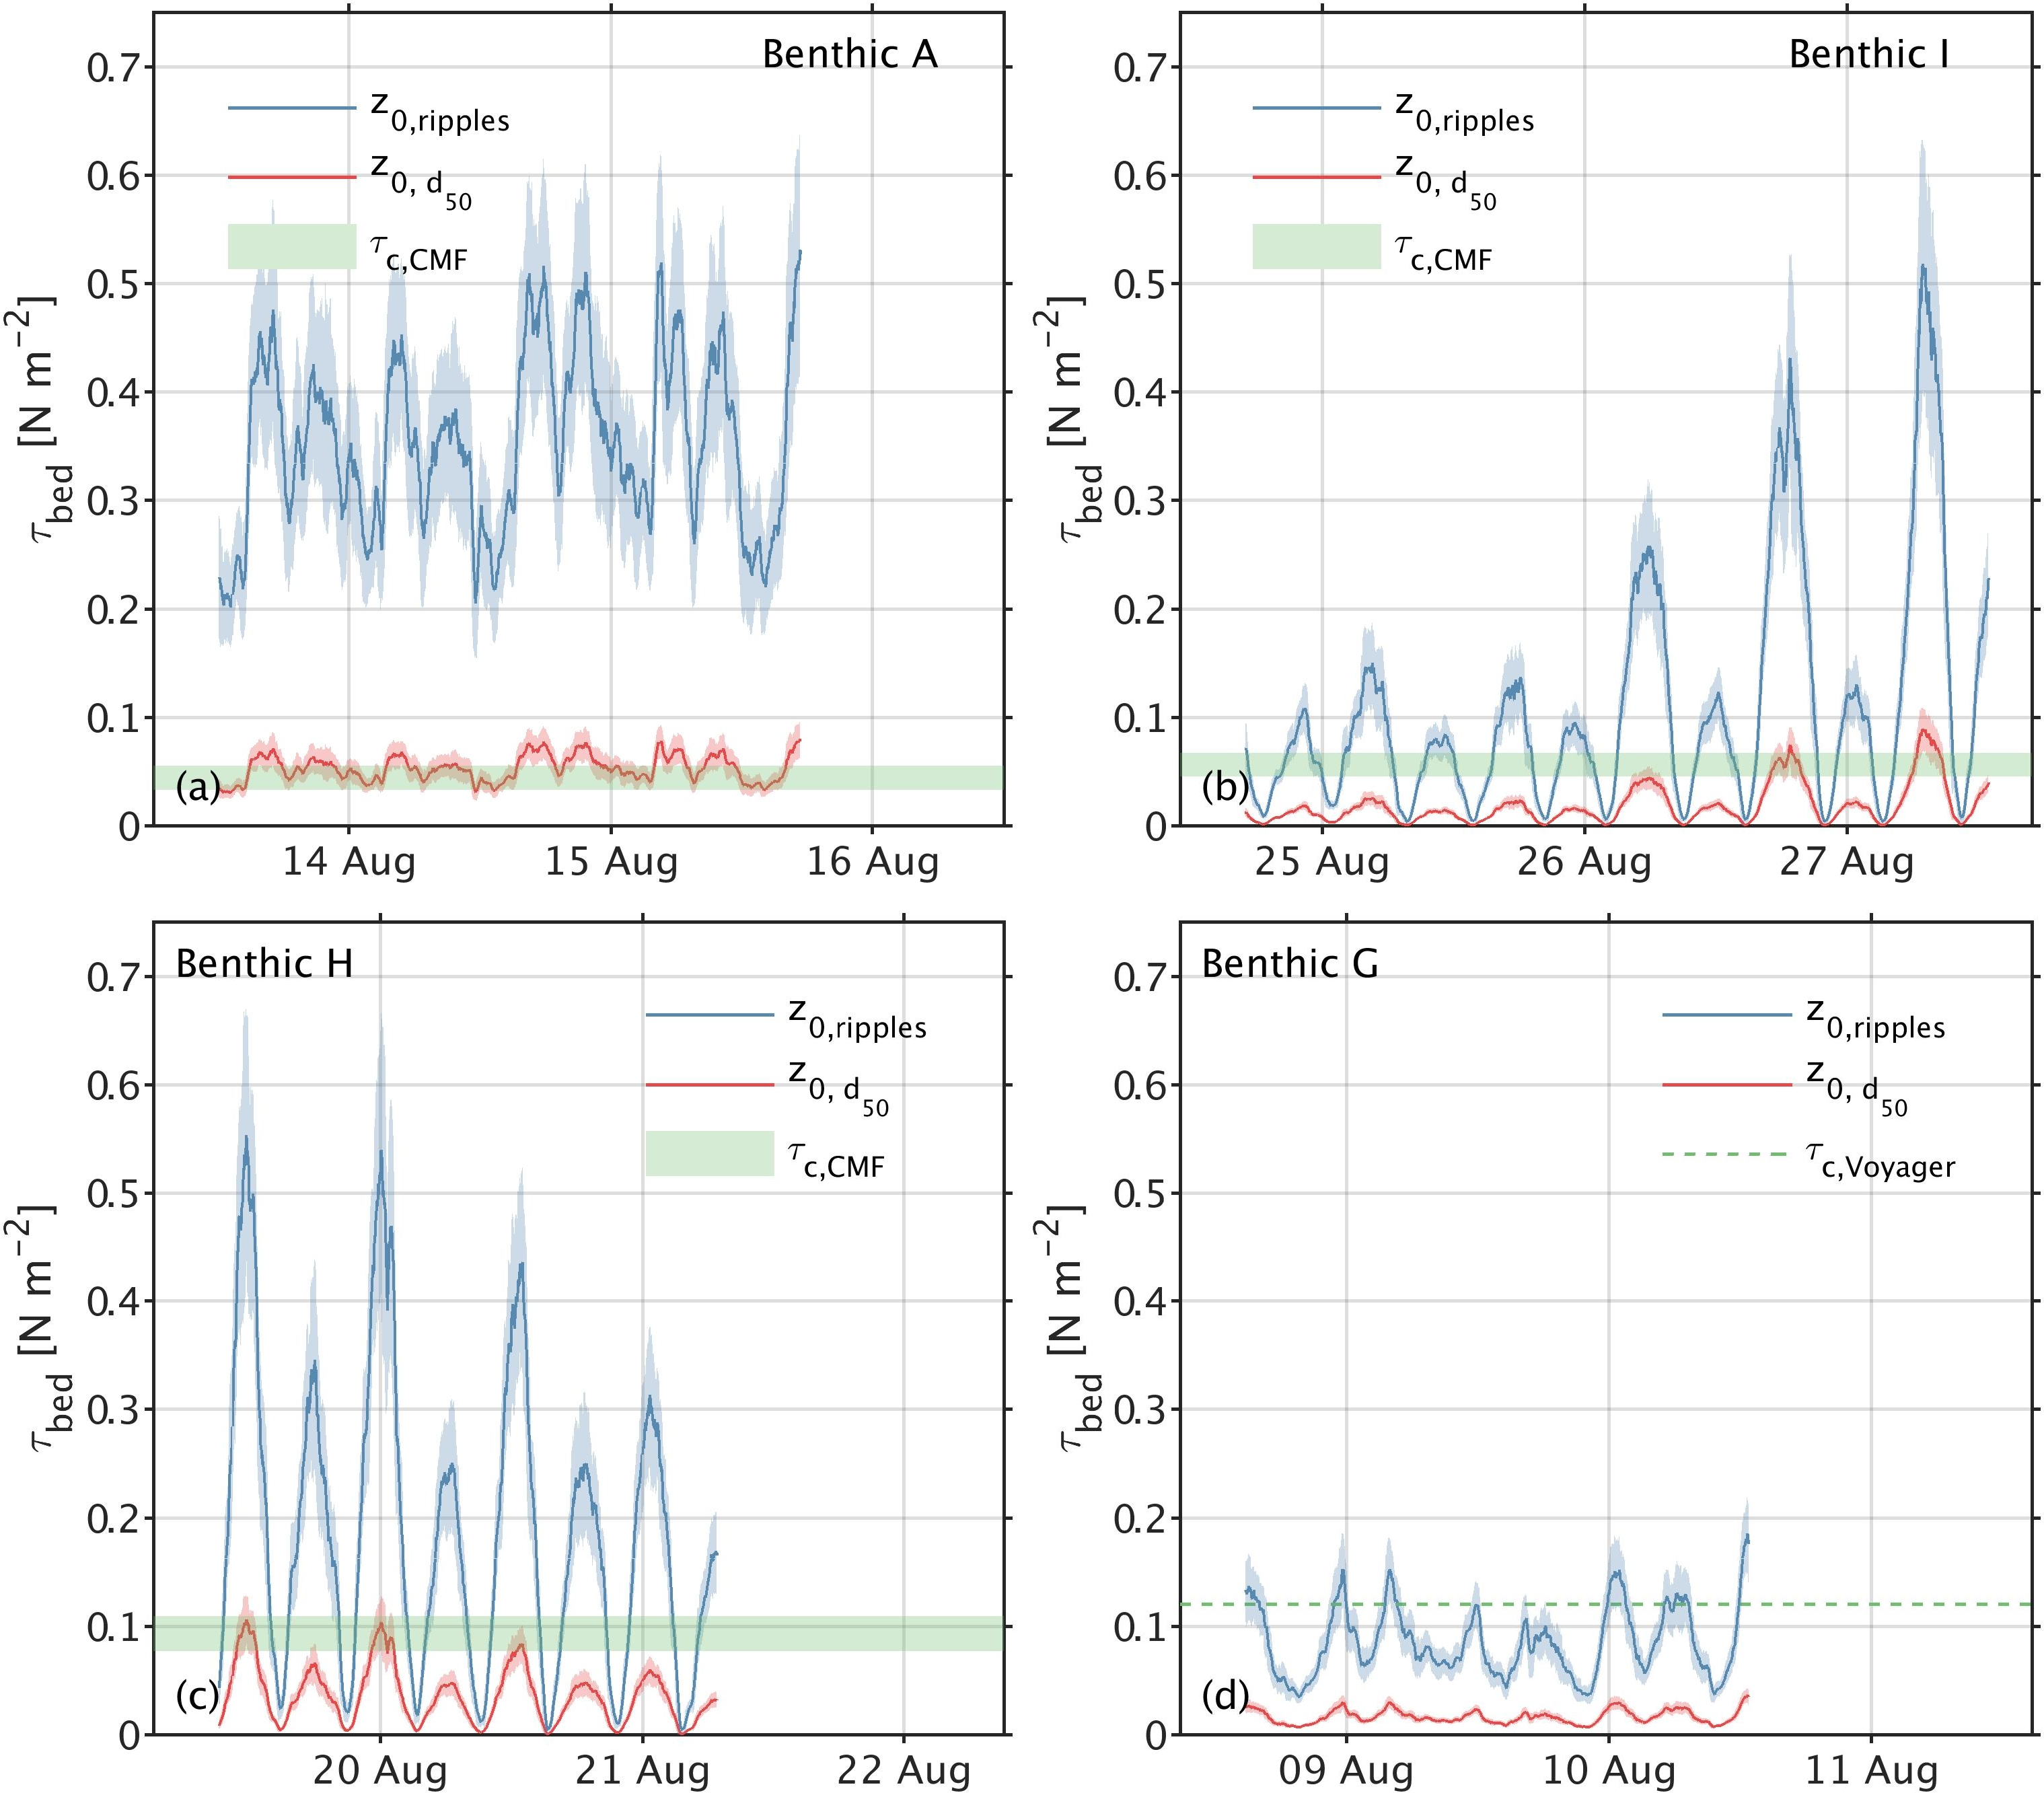 Benthic A
z0,ripples
z0, d50
τc,CMF
τbed [N m−2]
0.7
0.6
0.5
0.4
0.3
0.2
0.1
0
(a)
14 Aug 15 Aug 16 Aug
Benthic I
z0,ripples
z0, d50
τc,CMF
τbed [N m−2]
0.7
0.6
0.5
0.4
0.3
0.2
0.1
0
(b)
25 Aug 26 Aug 27 Aug
Benthic H
z0,ripples
z0, d50
τc,CMF
τbed [N m−2]
0.7
0.6
0.5
0.4
0.3
0.2
0.1
0
(c)
20 Aug 21 Aug 22 Aug
Benthic G
z0,ripples
z0, d50
τc,Voyager
τbed [N m−2]
0.7
0.6
0.5
0.4
0.3
0.2
0.1
0
(d)
09 Aug 10 Aug 11 Aug